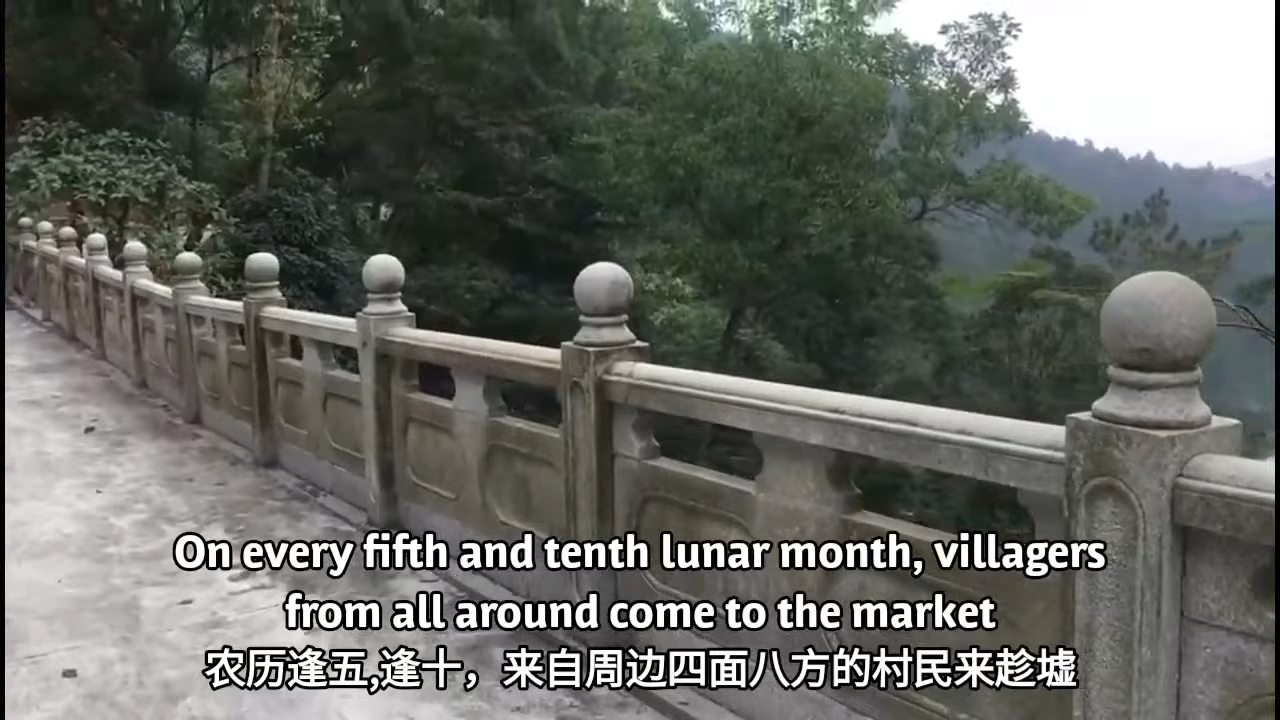 On every fifth and tenth lunar month, villagers
from all around come to the market
农历逢五,逢十，来自周边四面八方的村民来趁墟